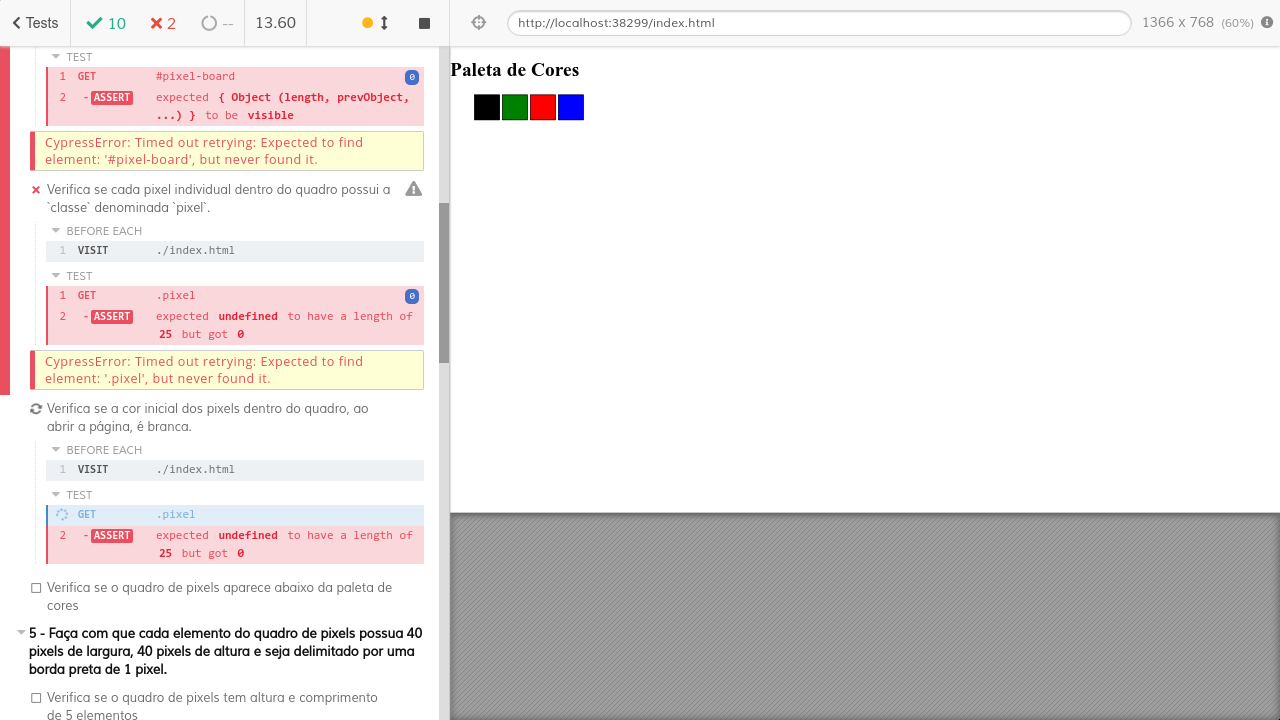 Tests 10 2 -- 13.60
http://localhost:38299/index.html 1366 x 768 (60%)
TEST
1 GET #pixel-board 0
2 -ASSERT expected { Object (length, prevObject,
...) } to be visible
CypressError: Timed out retrying: Expected to find
element: '#pixel-board', but never found it.
Verifica se cada pixel individual dentro do quadro possui a
`classe` denominada `pixel`.
BEFORE EACH
1 VISIT ./index.html
TEST
1 GET .pixel 0
2 -ASSERT expected undefined to have a length of
25 but got 0
CypressError: Timed out retrying: Expected to find
element: '.pixel', but never found it.
Verifica se a cor inicial dos pixels dentro do quadro, ao
abrir a página, é branca.
BEFORE EACH
1 VISIT ./index.html
TEST
GET .pixel
2 -ASSERT expected undefined to have a length of
25 but got 0
Verifica se o quadro de pixels aparece abaixo da paleta de
cores
5 - Faça com que cada elemento do quadro de pixels possua 40
pixels de largura, 40 pixels de altura e seja delimitado por uma
borda preta de 1 pixel.
Verifica se o quadro de pixels tem altura e comprimento
de 5 elementos
Paleta de Cores